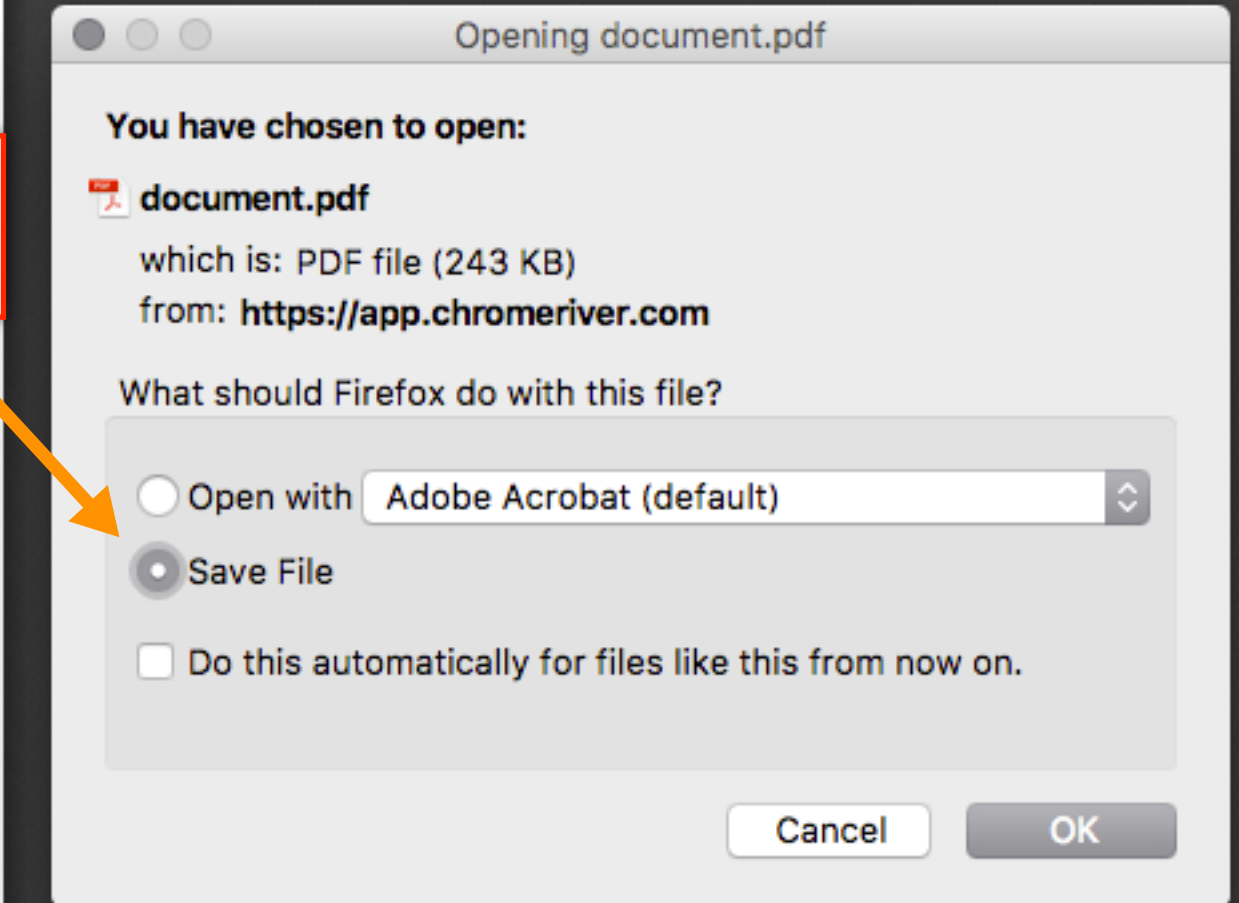 Opening document.pdf
You have chosen to open:
document.pdf
which is: PDF file (243 KB)
from: https://app.chromeriver.com
What should Firefox do with this file?
Open with Adobe Acrobat (default)
Save File
Do this automatically for files like this from now on.
Cancel OK